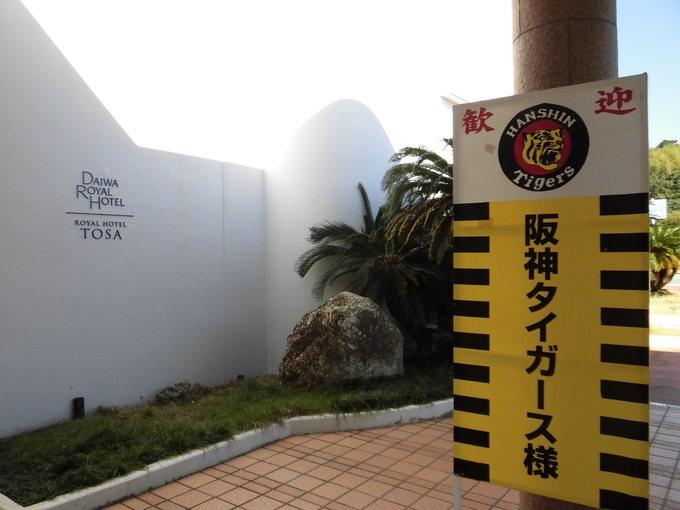 DAIWA
ROYAL
HOTEL
ROYAL HOTEL
TOSA
歓迎
HANSHIN
Tigers
阪神タイガース様